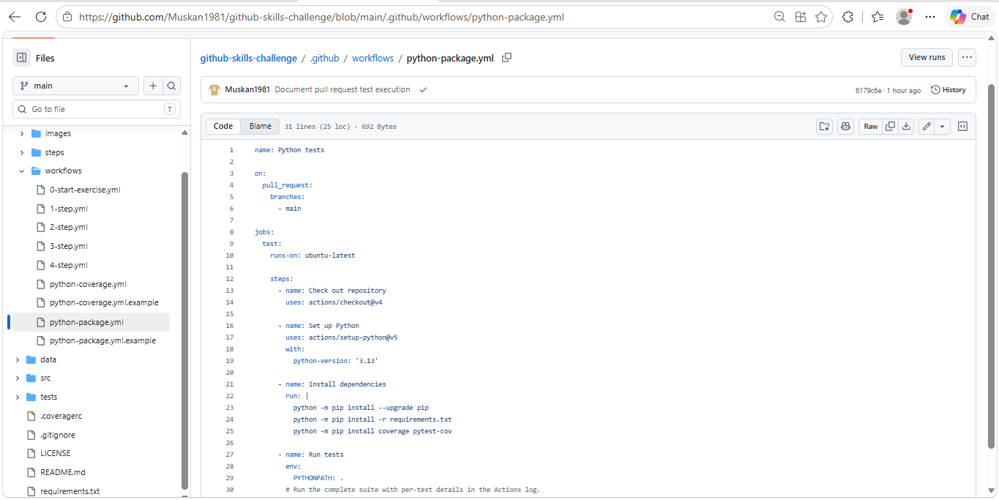 https://github.com/Muskan1981/github-skills-challenge/blob/main/.github/workflows/python-package.yml
Chat
Files
main
Go to file
T
images
steps
workflows
0-start-exercise.yml
1-step.yml
2-step.yml
3-step.yml
4-step.yml
python-coverage.yml
python-coverage.yml.example
python-package.yml
python-package.yml.example
data
src
tests
.coveragerc
.gitignore
LICENSE
README.md
requirements.txt
github-skills-challenge / .github / workflows / python-package.yml
View runs
Muskan1981 Document pull request test execution
6179c6e · 1 hour ago
History
Code
Blame
31 lines (25 loc) · 692 Bytes
Raw
1 name: Python tests
2
3 on:
4 pull_request:
5 branches:
6 - main
7
8 jobs:
9 test:
10 runs-on: ubuntu-latest
11
12 steps:
13 - name: Check out repository
14 uses: actions/checkout@v4
15
16 - name: Set up Python
17 uses: actions/setup-python@v5
18 with:
19 python-version: '3.13'
20
21 - name: Install dependencies
22 run: |
23 python -m pip install --upgrade pip
24 python -m pip install -r requirements.txt
25 python -m pip install coverage pytest-cov
26
27 - name: Run tests
28 env:
29 PYTHONPATH: .
30 # Run the complete suite with per-test details in the Actions log.